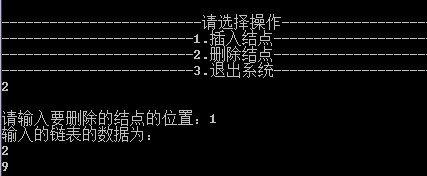 -------------------------请选择操作-------------------
------------------------1.插入结点-------------------
------------------------2.删除结点-------------------
------------------------3.退出系统-------------------
2
请输入要删除的结点的位置：1
输入的链表的数据为：
2
9